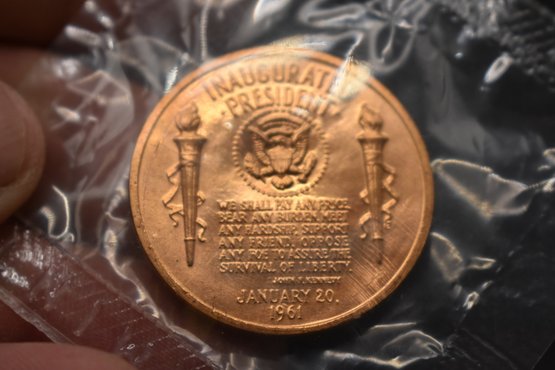 INAUGURATED
PRESIDENT
WE SHALL PAY ANY PRICE
BEAR ANY BURDEN, MEET
ANY HARDSHIP, SUPPORT
ANY FRIEND, OPPOSE
ANY FOE TO ASSURE
SURVIVAL OF LIBERTY.
JOHN F. KENNEDY
JANUARY 20,
1961